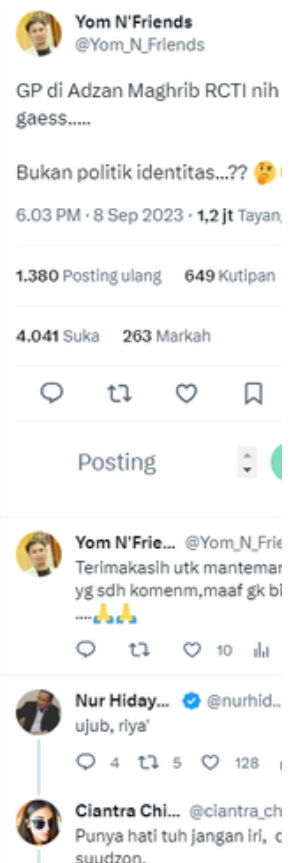 Yom N'Friends
@Yom_N_Friends
GP di Adzan Maghrib RCTI nih
gaess.....
Bukan politik identitas...?? 🤔
6.03 PM · 8 Sep 2023 · 1,2 jt
1.380 Posting ulang 649 Kutipan
4.041 Suka 263 Markah
Posting
Yom N'Frie... @Yom_N_Frie
Terimakasih utk manteman
yg sdh komenm,maaf gk bi
....🙏🙏
10
Nur Hiday... @nurhid...
ujub, riya'
4 5 128
Ciantra Chi... @ciantra_ch
Punya hati tuh jangan iri,
suudzon.